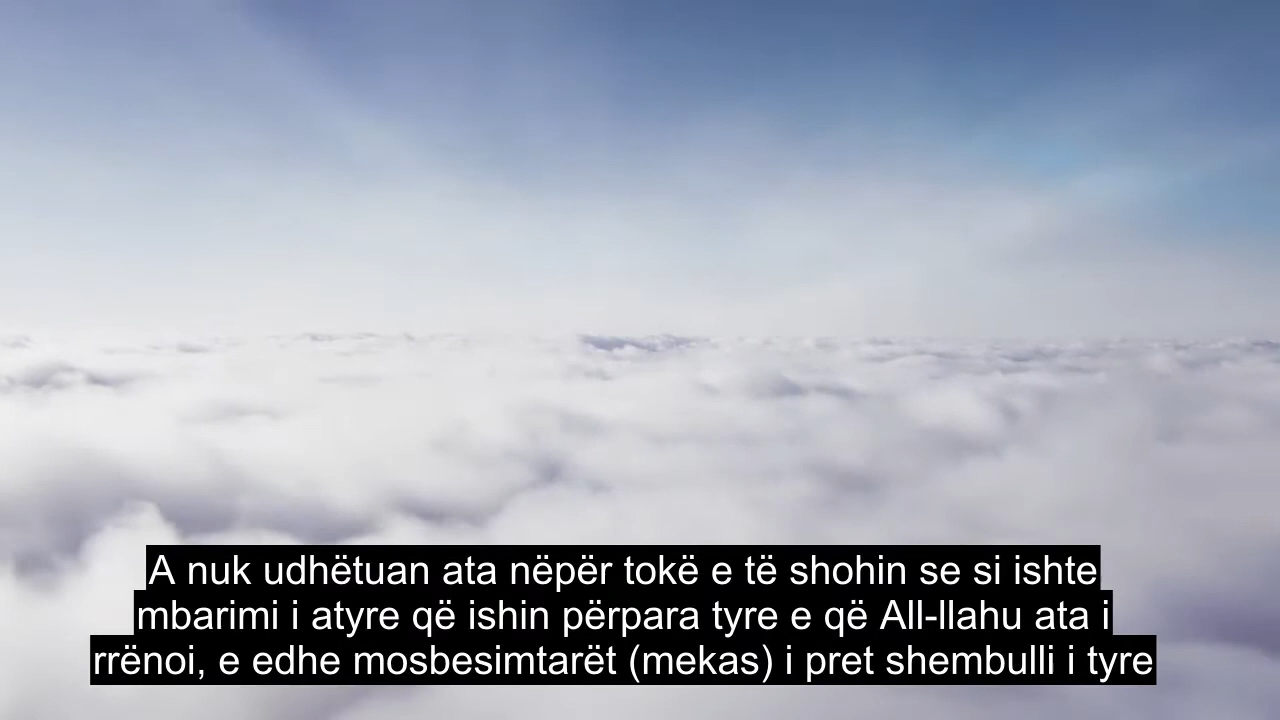 A nuk udhëtuan ata nëpër tokë e të shohin se si ishte
mbarimi i atyre që ishin përpara tyre e që All-llahu ata i
rrënoi, e edhe mosbesimtarët (mekas) i pret shembulli i tyre